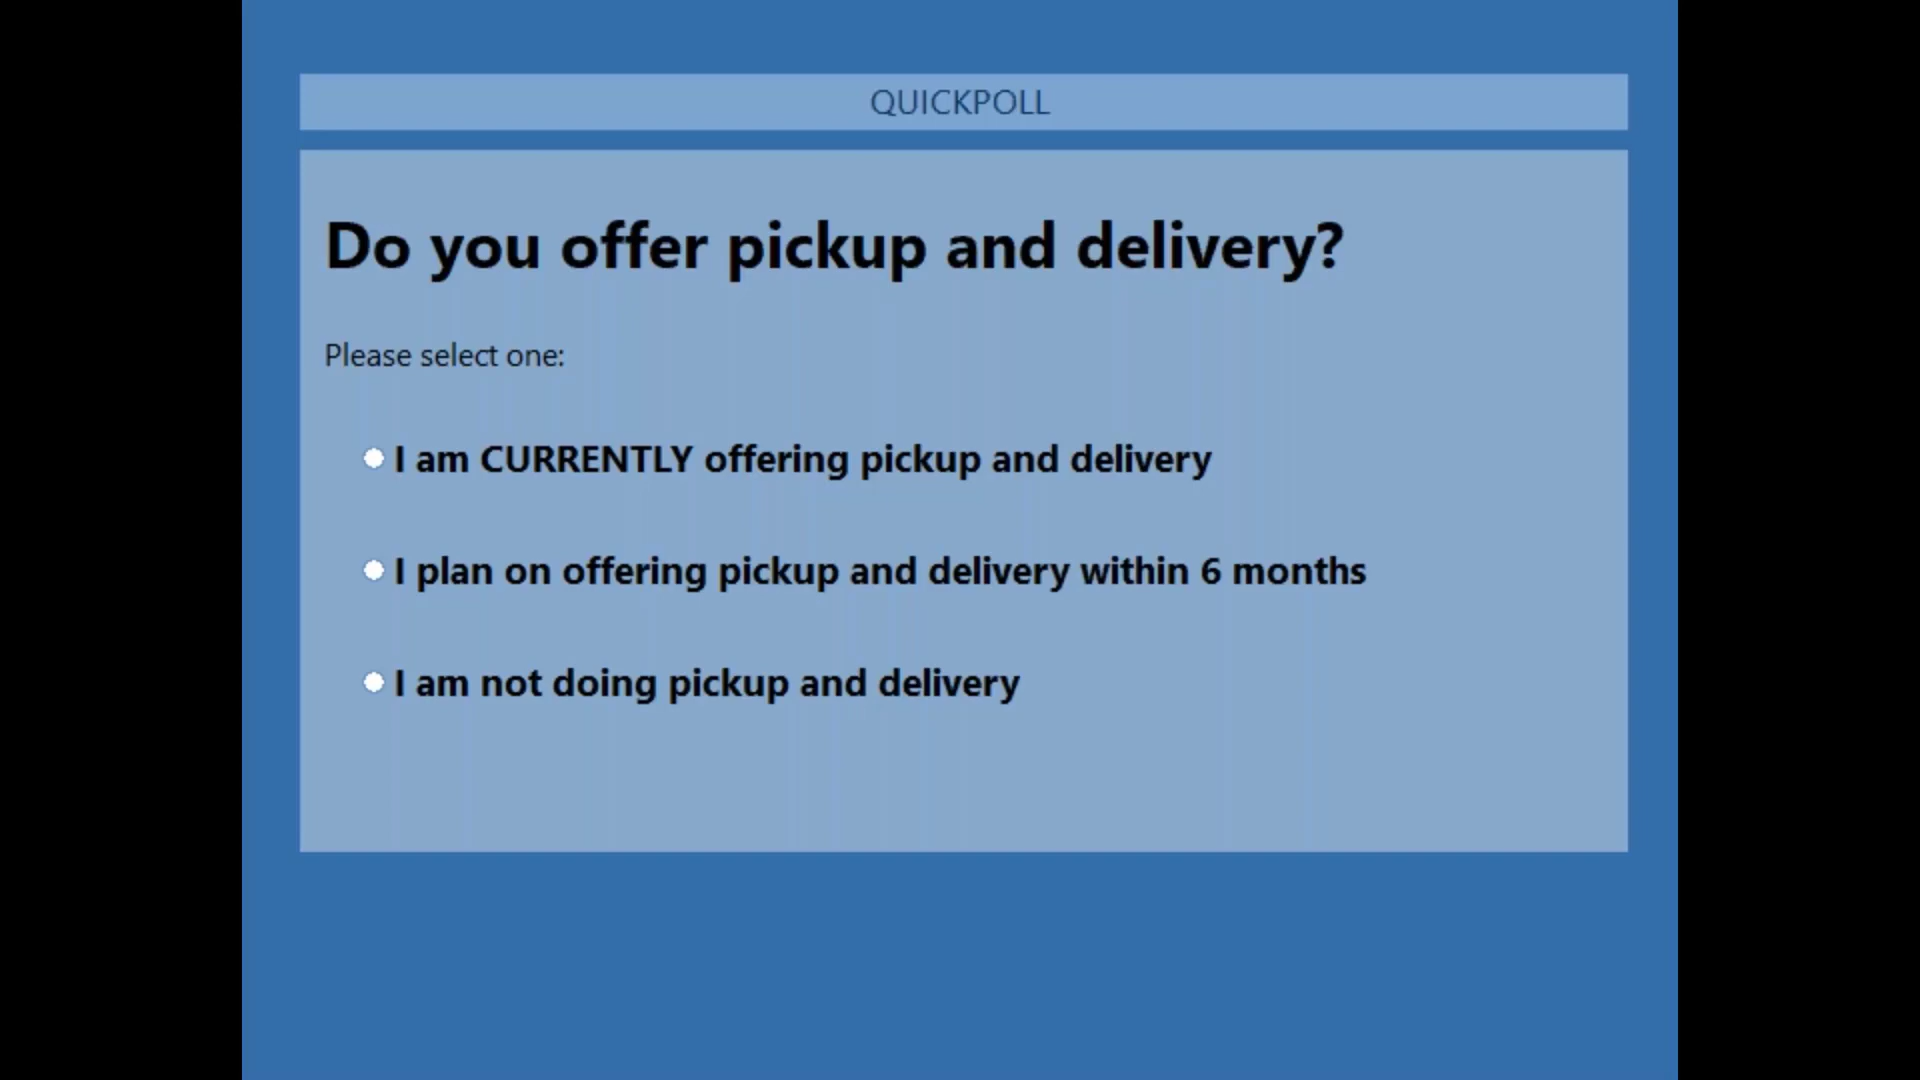 QUICKPOLL
Do you offer pickup and delivery?
Please select one:
I am CURRENTLY offering pickup and delivery
I plan on offering pickup and delivery within 6 months
I am not doing pickup and delivery